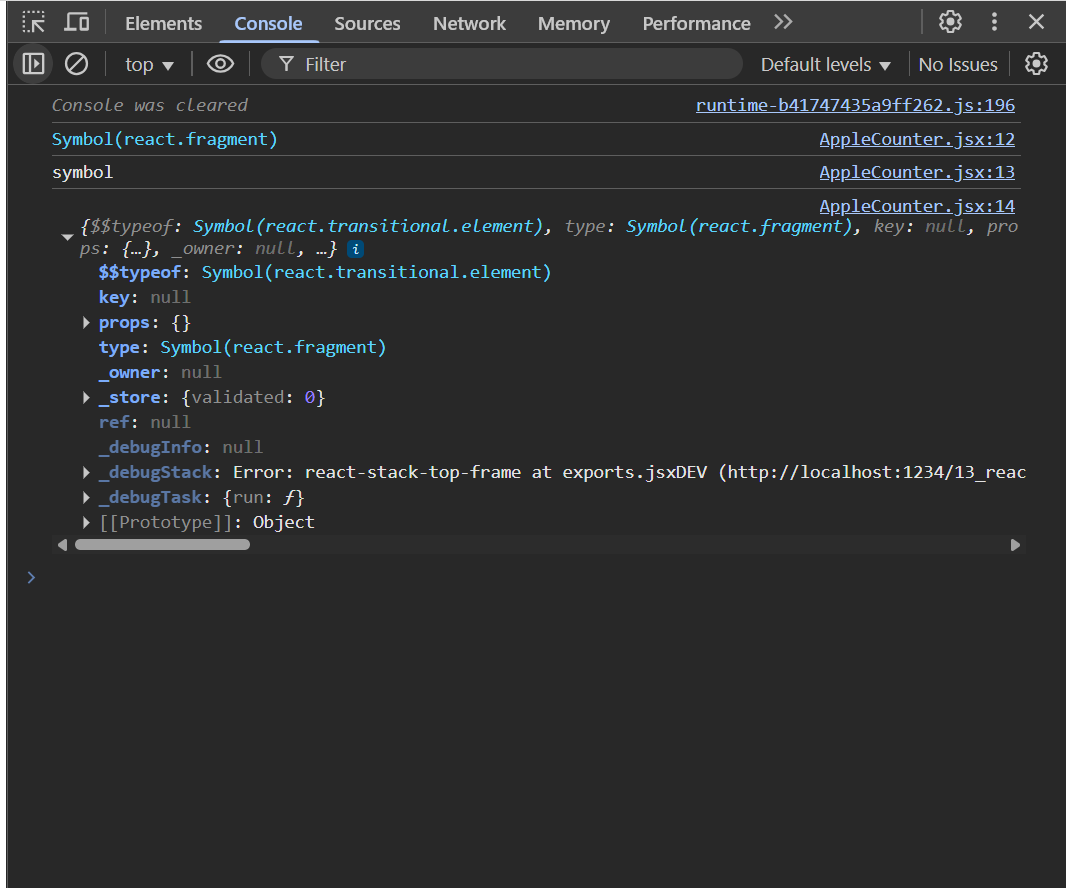 Elements Console Sources Network Memory Performance
top Filter Default levels No Issues
Console was cleared runtime-b41747435a9ff262.js:196
Symbol(react.fragment) AppleCounter.jsx:12
symbol AppleCounter.jsx:13
AppleCounter.jsx:14
{$$typeof: Symbol(react.transitional.element), type: Symbol(react.fragment), key: null, pro
ps: {…}, _owner: null, …} i
$$typeof: Symbol(react.transitional.element)
key: null
props: {}
type: Symbol(react.fragment)
_owner: null
_store: {validated: 0}
ref: null
_debugInfo: null
_debugStack: Error: react-stack-top-frame at exports.jsxDEV (http://localhost:1234/13_reac
_debugTask: {run: ƒ}
[[Prototype]]: Object